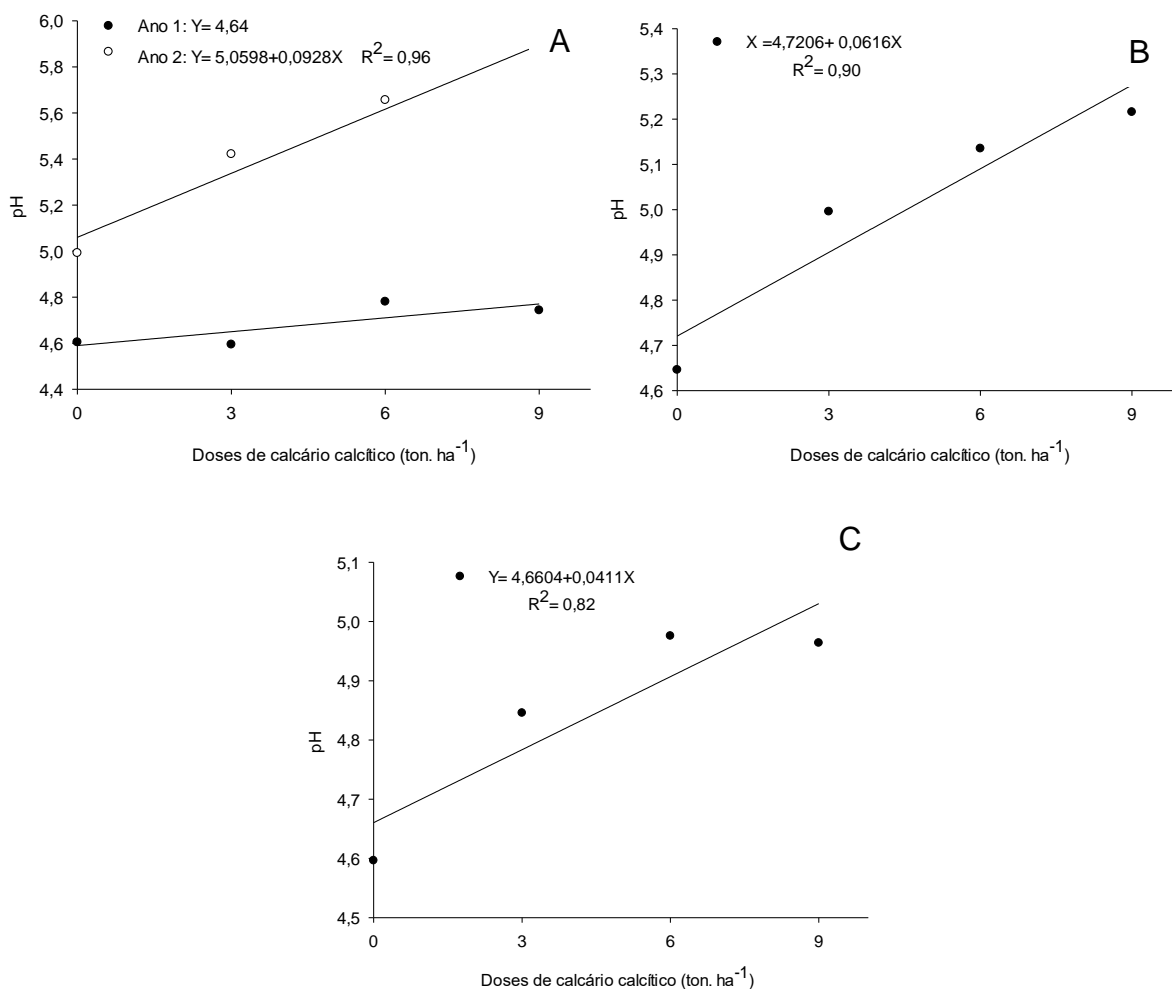 6,0
5,8
5,6
5,4
5,2
5,0
4,8
4,6
4,4
pH
Ano 1: Y= 4,64
Ano 2: Y= 5,0598+0,0928X R2= 0,96
A
0 3 6 9
Doses de calcário calcítico (ton. ha-1)
5,4
5,3
5,2
5,1
5,0
4,9
4,8
4,7
4,6
pH
X =4,7206+ 0,0616X
R2= 0,90
B
0 3 6 9
Doses de calcário calcítico (ton. ha-1)
5,1
5,0
4,9
4,8
4,7
4,6
4,5
pH
Y= 4,6604+0,0411X
R2= 0,82
C
0 3 6 9
Doses de calcário calcítico (ton. ha-1)